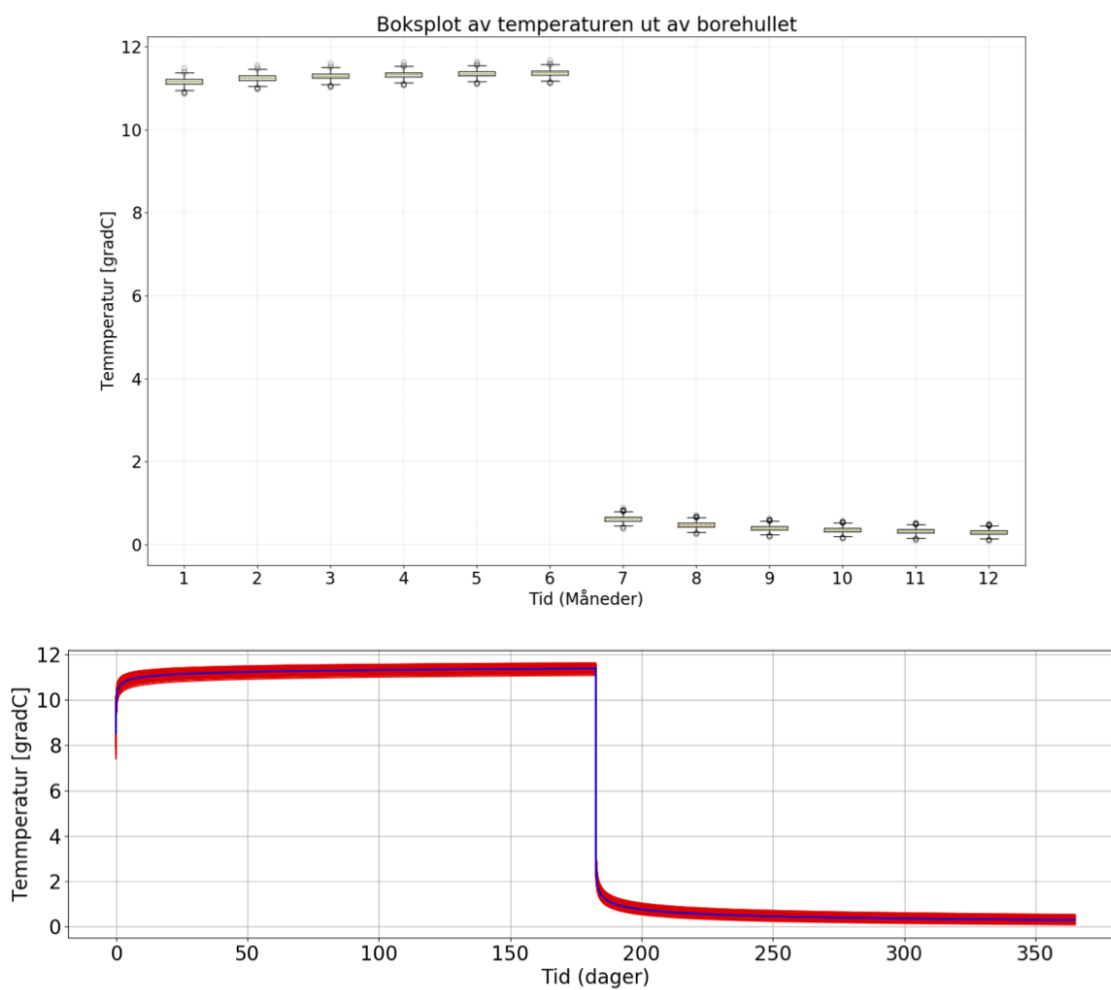 Boksplot av temperaturen ut av borehullet
12
10
8
6
4
2
0
Temmperatur [gradC]
1 2 3 4 5 6 7 8 9 10 11 12
Tid (Måneder)
12
10
8
6
4
2
0
Temmperatur [gradC]
0 50 100 150 200 250 300 350
Tid (dager)